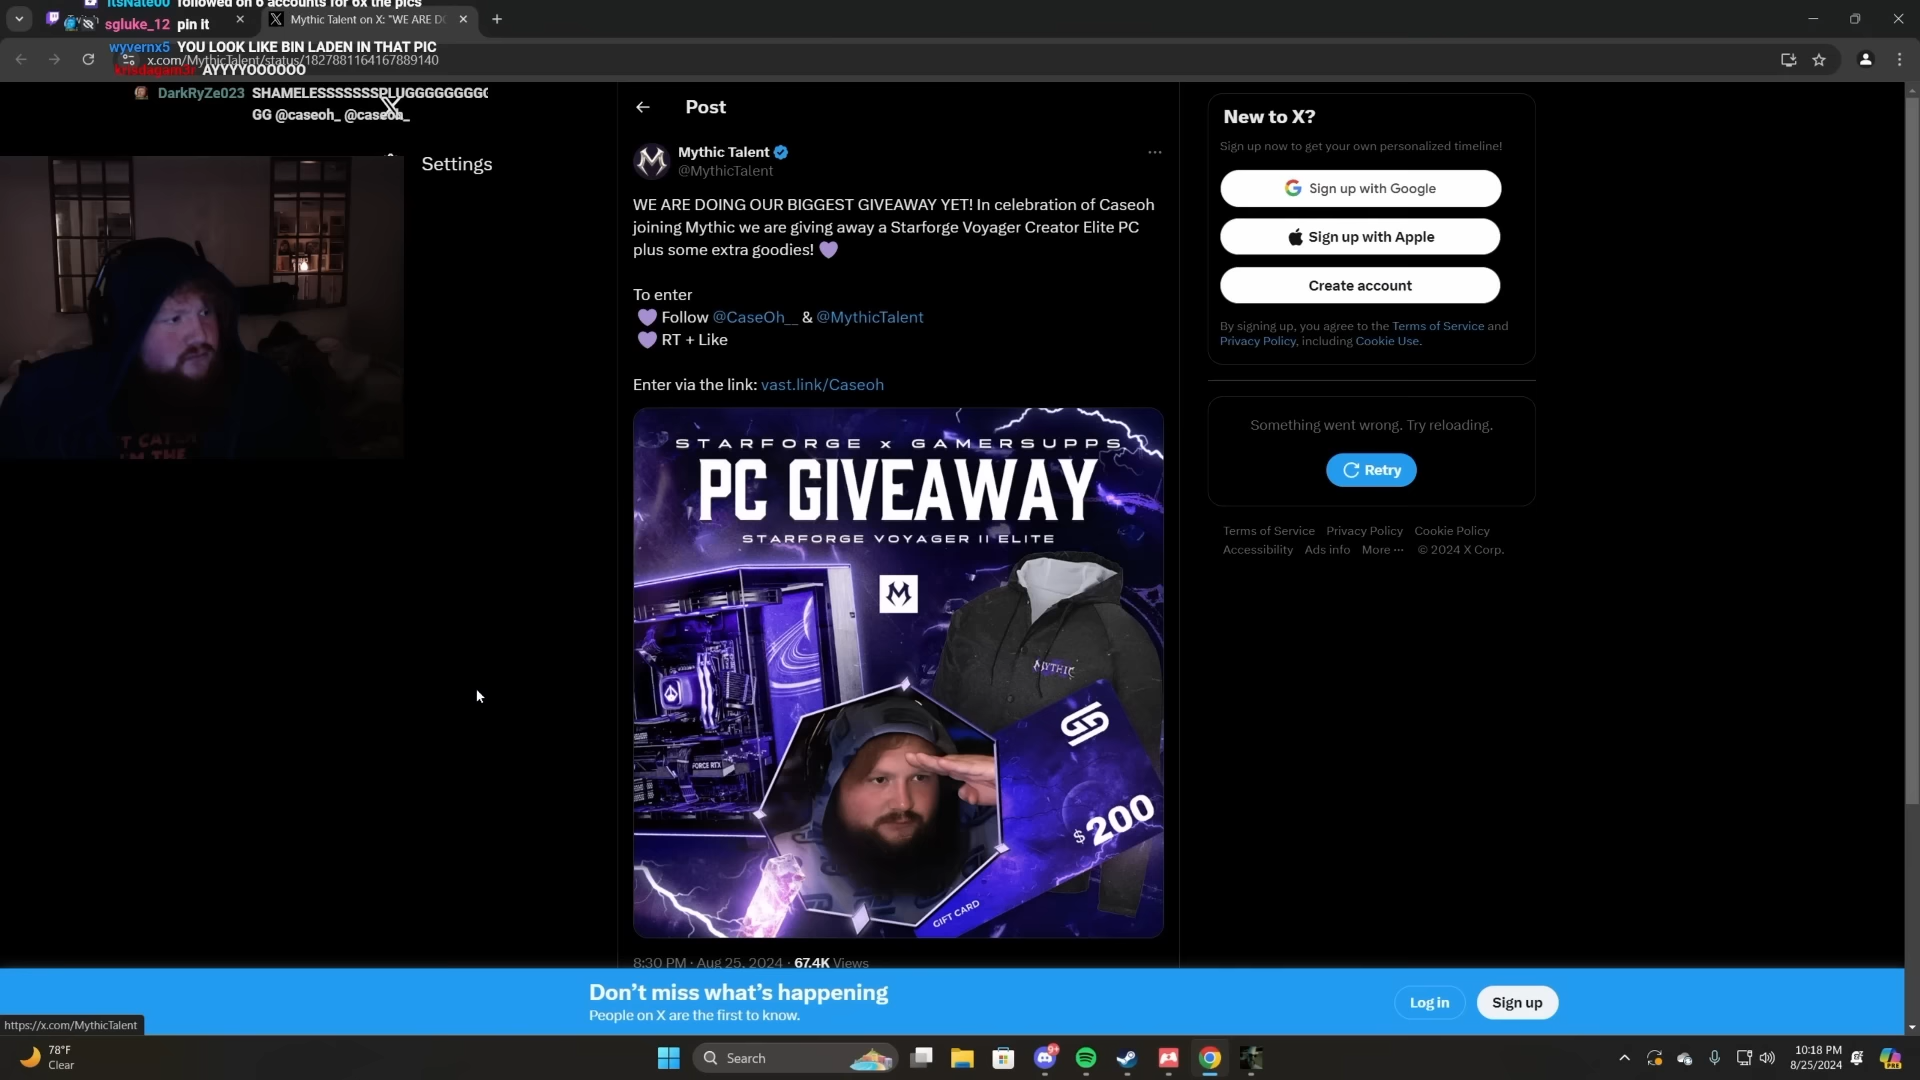 ItsNate00 followed on 6 accounts for 6x the pics
sgluke_12 pin it
Mythic Talent on X: "WE ARE DO
wyvernx5 YOU LOOK LIKE BIN LADEN IN THAT PIC
x.com/MythicTalent/status/1827881164167889140
AYYYYOOOOOO
DarkRyZe023 SHAMELESSSSSSSPLUGGGGGGGGG
GG @caseoh_ @caseoh_
Settings
Post
Mythic Talent
@MythicTalent
WE ARE DOING OUR BIGGEST GIVEAWAY YET! In celebration of Caseoh
joining Mythic we are giving away a Starforge Voyager Creator Elite PC
plus some extra goodies! 💜
To enter
💜 Follow @CaseOh__ & @MythicTalent
💜 RT + Like
Enter via the link: vast.link/Caseoh
STARFORGE x GAMERSUPPS
PC GIVEAWAY
STARFORGE VOYAGER II ELITE
MYTHIC
FORCE RTX
$200
GIFT CARD
8:30 PM · Aug 25, 2024 · 67.4K Views
New to X?
Sign up now to get your own personalized timeline!
Sign up with Google
Sign up with Apple
Create account
By signing up, you agree to the Terms of Service and
Privacy Policy, including Cookie Use.
Something went wrong. Try reloading.
Retry
Terms of Service Privacy Policy Cookie Policy
Accessibility Ads info More ··· © 2024 X Corp.
Don’t miss what’s happening
People on X are the first to know.
Log in
Sign up
https://x.com/MythicTalent
78°F
Clear
Search
9+
10:18 PM
8/25/2024
PRE